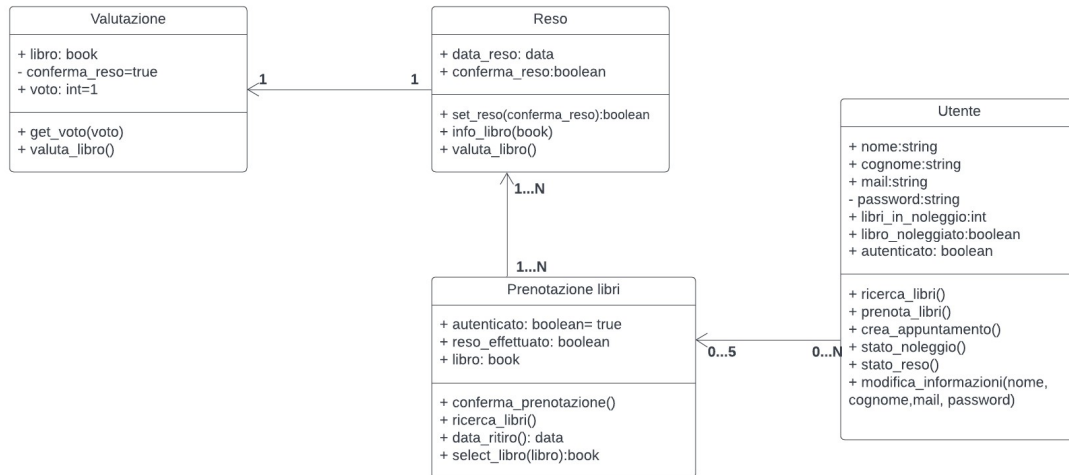 Valutazione
+ libro: book
- conferma_reso=true
+ voto: int=1
+ get_voto(voto)
+ valuta_libro()
1
1
Reso
+ data_reso: data
+ conferma_reso:boolean
+ set_reso(conferma_reso):boolean
+ info_libro(book)
+ valuta_libro()
1...N
1...N
Prenotazione libri
+ autenticato: boolean= true
+ reso_effettuato: boolean
+ libro: book
+ conferma_prenotazione()
+ ricerca_libri()
+ data_ritiro(): data
+ select_libro(libro):book
0...5
0...N
Utente
+ nome:string
+ cognome:string
+ mail:string
- password:string
+ libri_in_noleggio:int
+ libro_noleggiato:boolean
+ autenticato: boolean
+ ricerca_libri()
+ prenota_libri()
+ crea_appuntamento()
+ stato_noleggio()
+ stato_reso()
+ modifica_informazioni(nome,
cognome,mail, password)